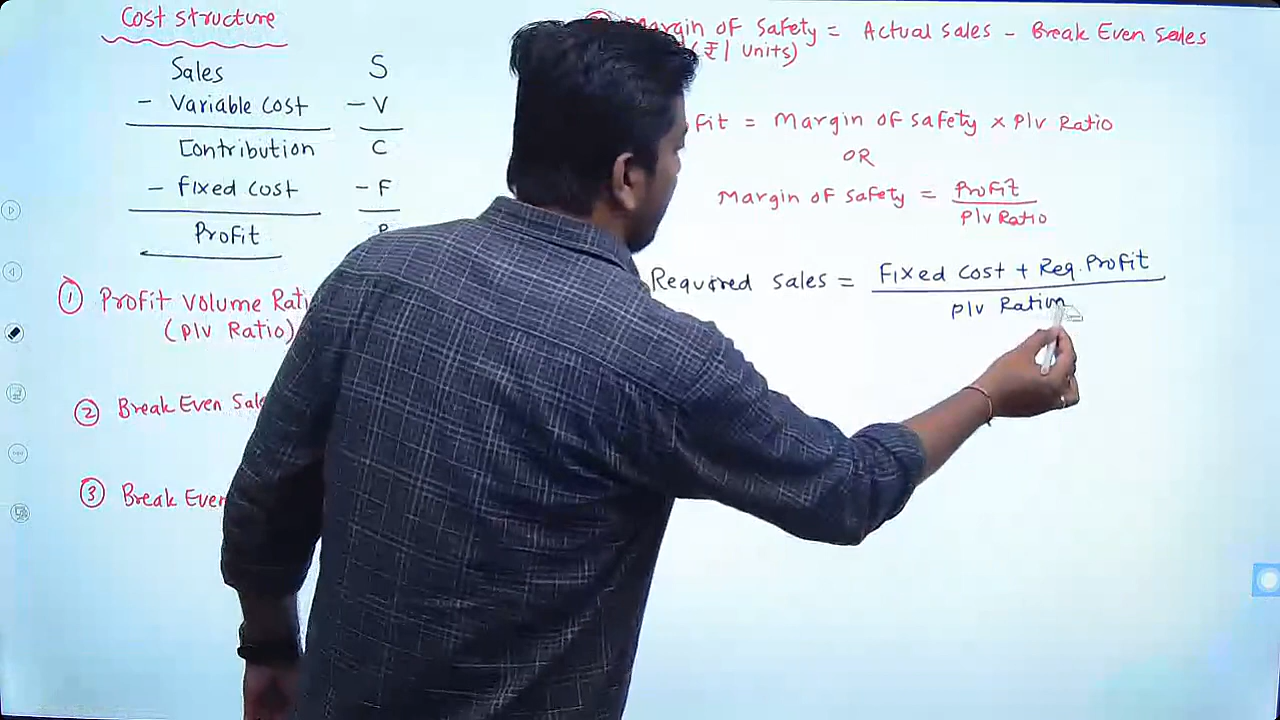 Cost Structure
Sales S
- Variable Cost - V
Contribution C
- Fixed Cost - F
Profit P
① Profit Volume Rati
(P/V Ratio)
② Break Even Sal
③ Break Even
Margin of Safety = Actual Sales - Break Even Sales
(₹/ Units)
fit = Margin of Safety × P/V Ratio
OR
Margin of Safety = Profit
P/V Ratio
Required Sales = Fixed Cost + Req. Profit
P/V Ration